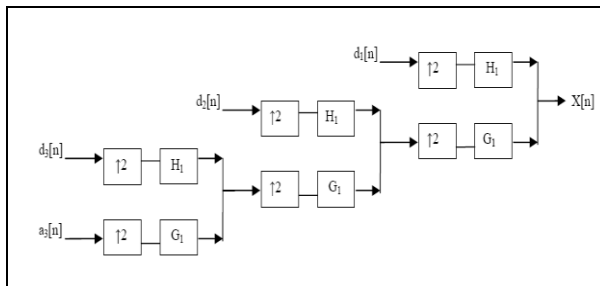 d₁[n] ↑2 H₁
d₂[n] ↑2 H₁ X[n]
↑2 G₁
d₃[n] ↑2 H₁
↑2 G₁
a₃[n] ↑2 G₁